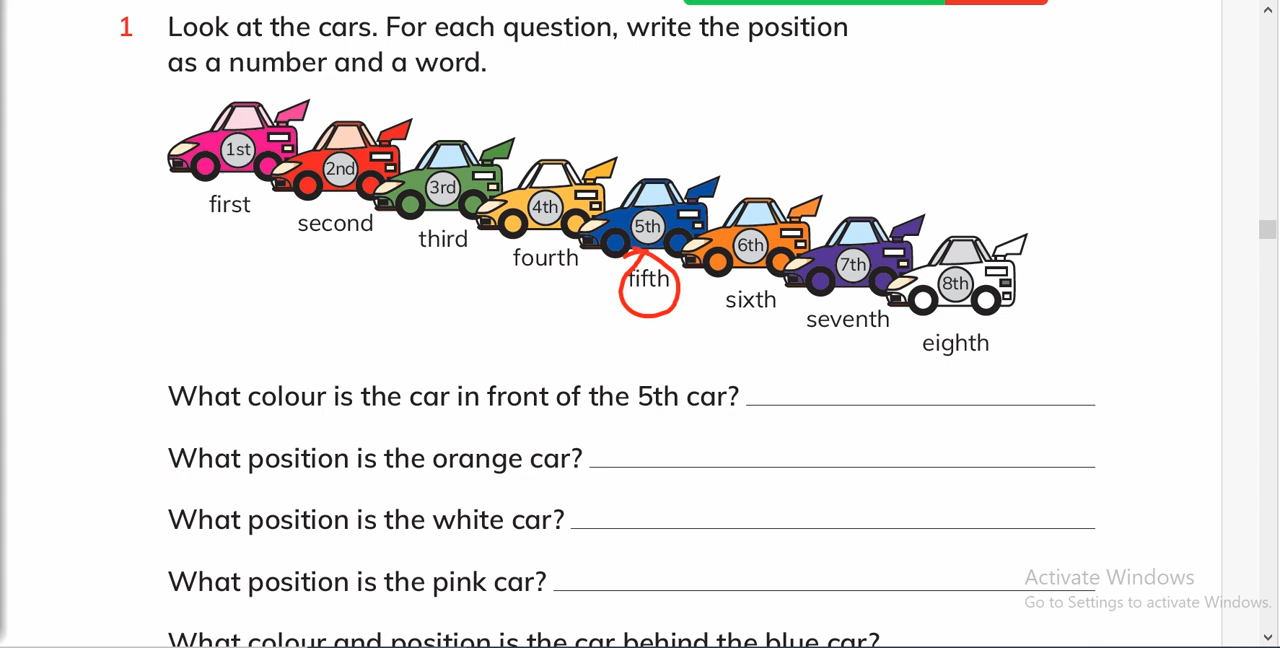 1 Look at the cars. For each question, write the position
as a number and a word.
1st
2nd
3rd
4th
5th
6th
7th
8th
first
second
third
fourth
fifth
sixth
seventh
eighth
What colour is the car in front of the 5th car?
What position is the orange car?
What position is the white car?
What position is the pink car?
Activate Windows
Go to Settings to activate Windows.
What colour and position is the car behind the blue car?